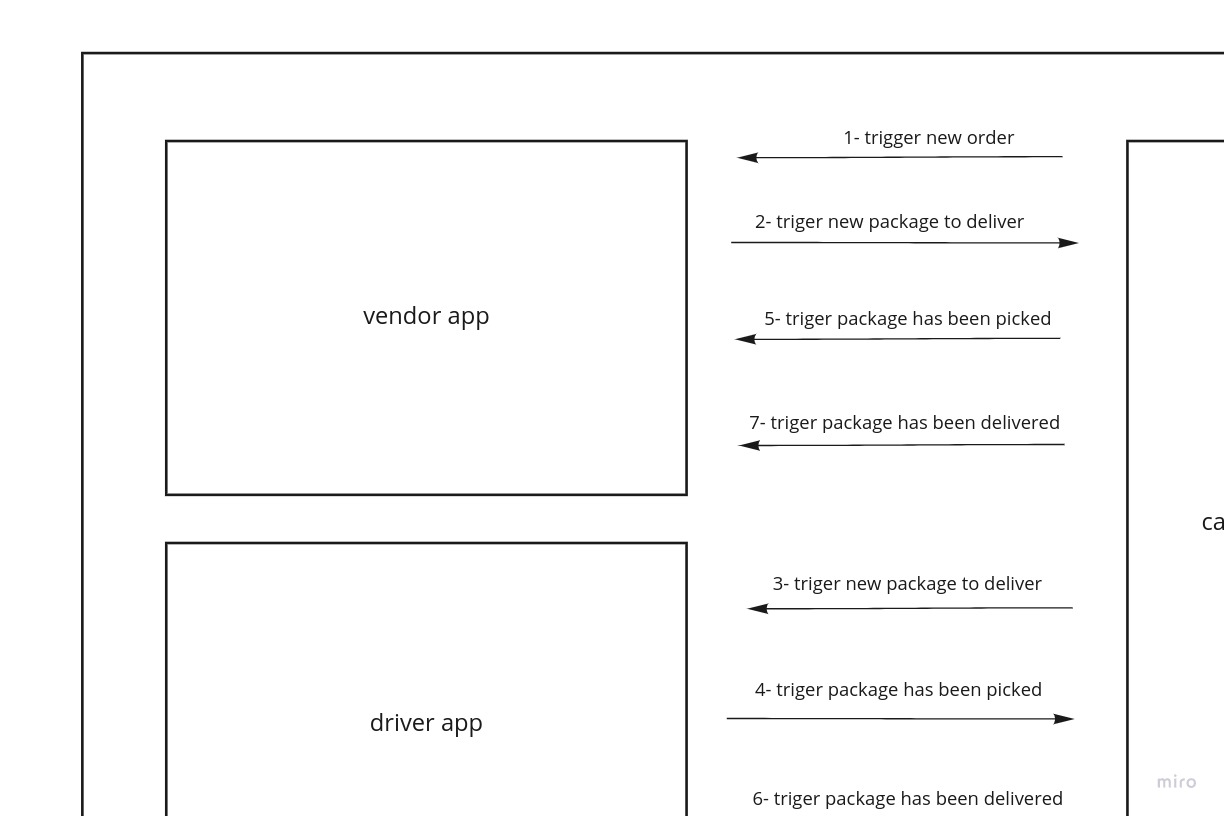 1- trigger new order
2- triger new package to deliver
vendor app
5- triger package has been picked
7- triger package has been delivered
ca
3- triger new package to deliver
4- triger package has been picked
driver app
6- triger package has been delivered
miro